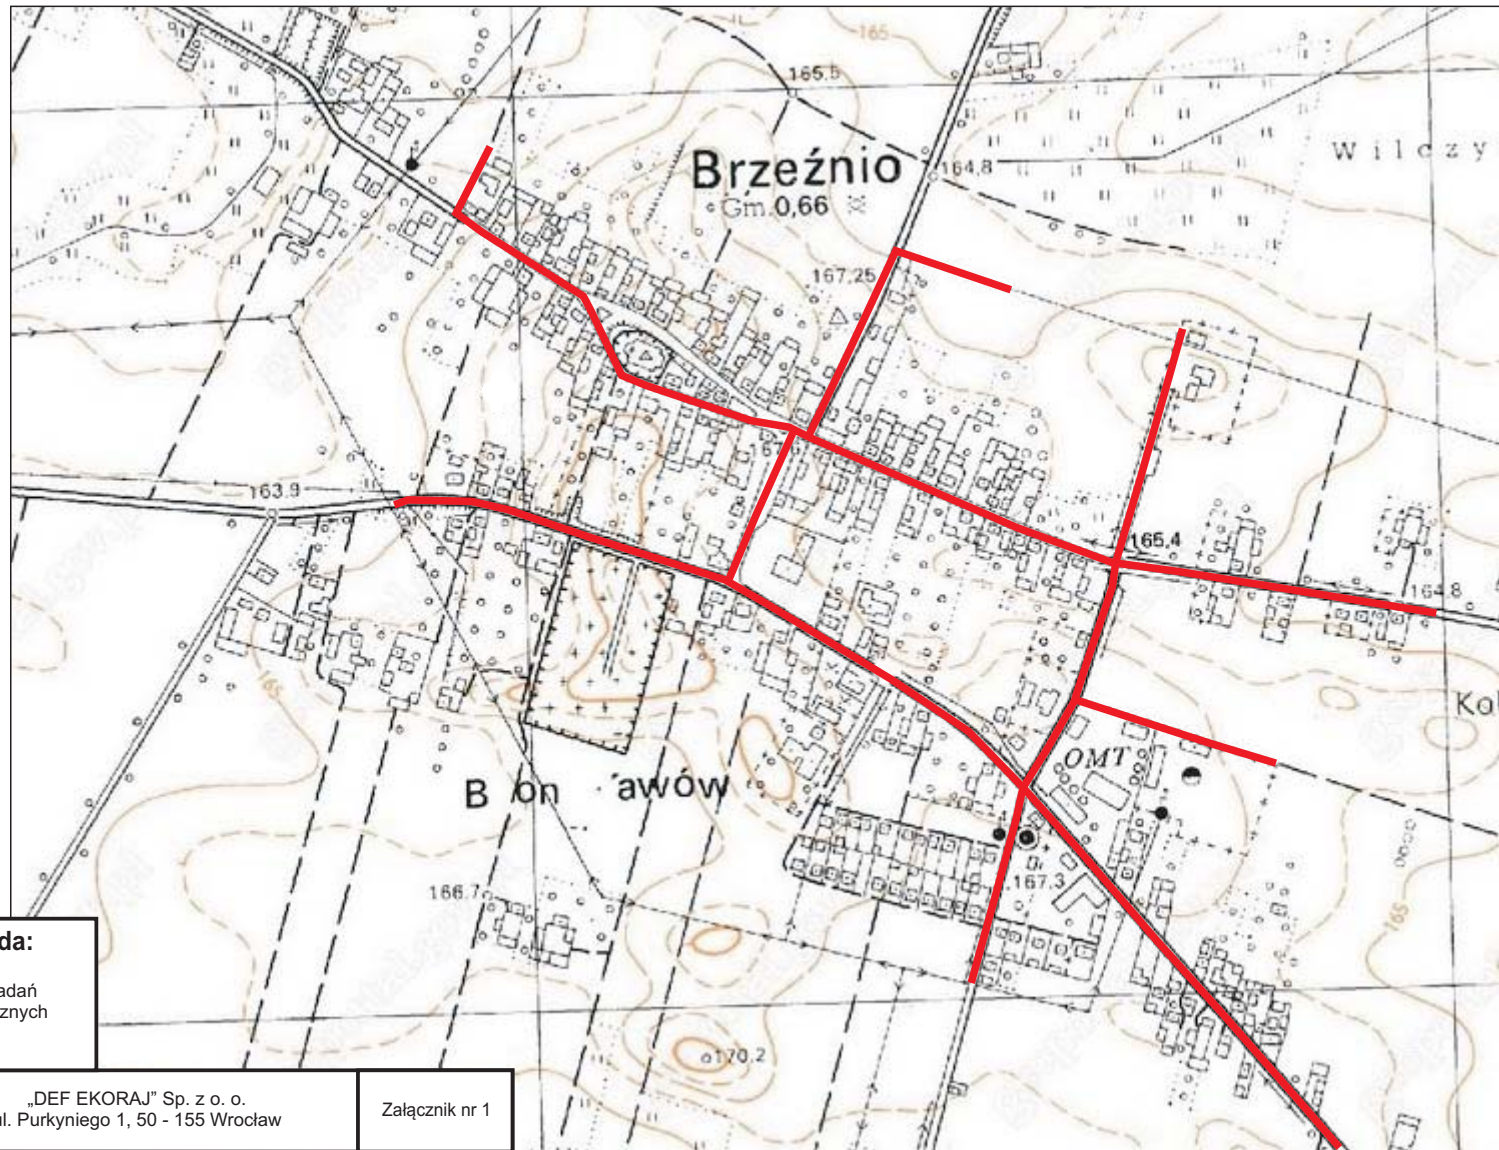 165
165.5
Wilczy
Brzeźnio
Gm.0,66
164,8
167,25
167
163.9
165.4
164.8
165
Ko
OMT
B on awów
167.3
166.7
165
170.2
da:
adań
znych
„DEF EKORAJ” Sp. z o. o.
ul. Purkyniego 1, 50 - 155 Wrocław
Załącznik nr 1